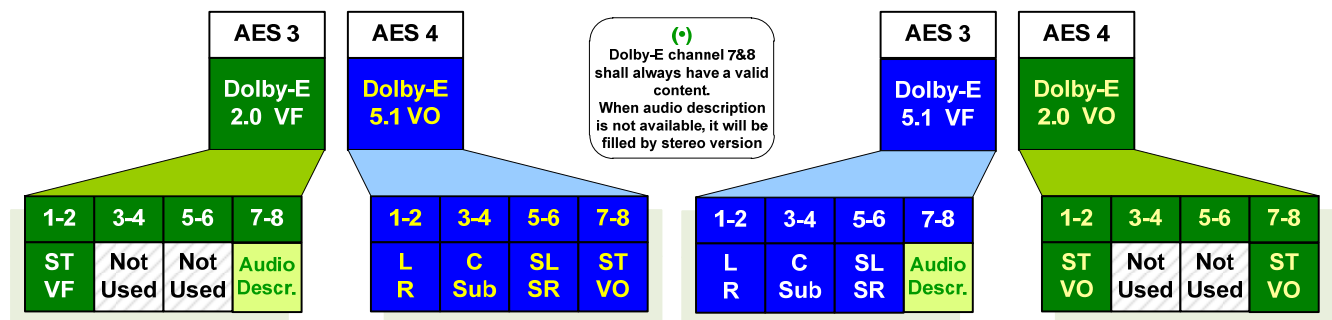 AES 3
AES 4
Dolby-E
2.0 VF
Dolby-E
5.1 VO
(•)
Dolby-E channel 7&8
shall always have a valid
content.
When audio description
is not available, it will be
filled by stereo version
AES 3
AES 4
Dolby-E
5.1 VF
Dolby-E
2.0 VO
1-2 3-4 5-6 7-8
ST
VF
Not
Used
Not
Used
Audio
Descr.
1-2 3-4 5-6 7-8
L
R
C
Sub
SL
SR
ST
VO
1-2 3-4 5-6 7-8
L
R
C
Sub
SL
SR
Audio
Descr.
1-2 3-4 5-6 7-8
ST
VO
Not
Used
Not
Used
ST
VO